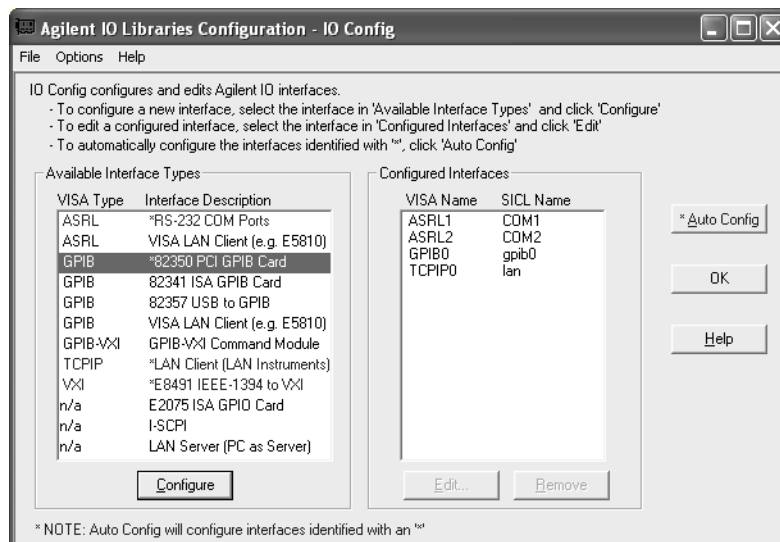 Agilent IO Libraries Configuration - IO Config
File Options Help
IO Config configures and edits Agilent IO interfaces.
- To configure a new interface, select the interface in 'Available Interface Types' and click 'Configure'
- To edit a configured interface, select the interface in 'Configured Interfaces' and click 'Edit'
- To automatically configure the interfaces identified with '*', click 'Auto Config'
Available Interface Types
VISA Type Interface Description
ASRL *RS-232 COM Ports
ASRL VISA LAN Client (e.g. E5810)
GPIB *82350 PCI GPIB Card
GPIB 82341 ISA GPIB Card
GPIB 82357 USB to GPIB
GPIB VISA LAN Client (e.g. E5810)
GPIB-VXI GPIB-VXI Command Module
TCPIP *LAN Client (LAN Instruments)
VXI *E8491 IEEE-1394 to VXI
n/a E2075 ISA GPIO Card
n/a I-SCPI
n/a LAN Server (PC as Server)
Configure
Configured Interfaces
VISA Name SICL Name
ASRL1 COM1
ASRL2 COM2
GPIB0 gpib0
TCPIP0 lan
Edit... Remove
* Auto Config
OK
Help
* NOTE: Auto Config will configure interfaces identified with an '*'